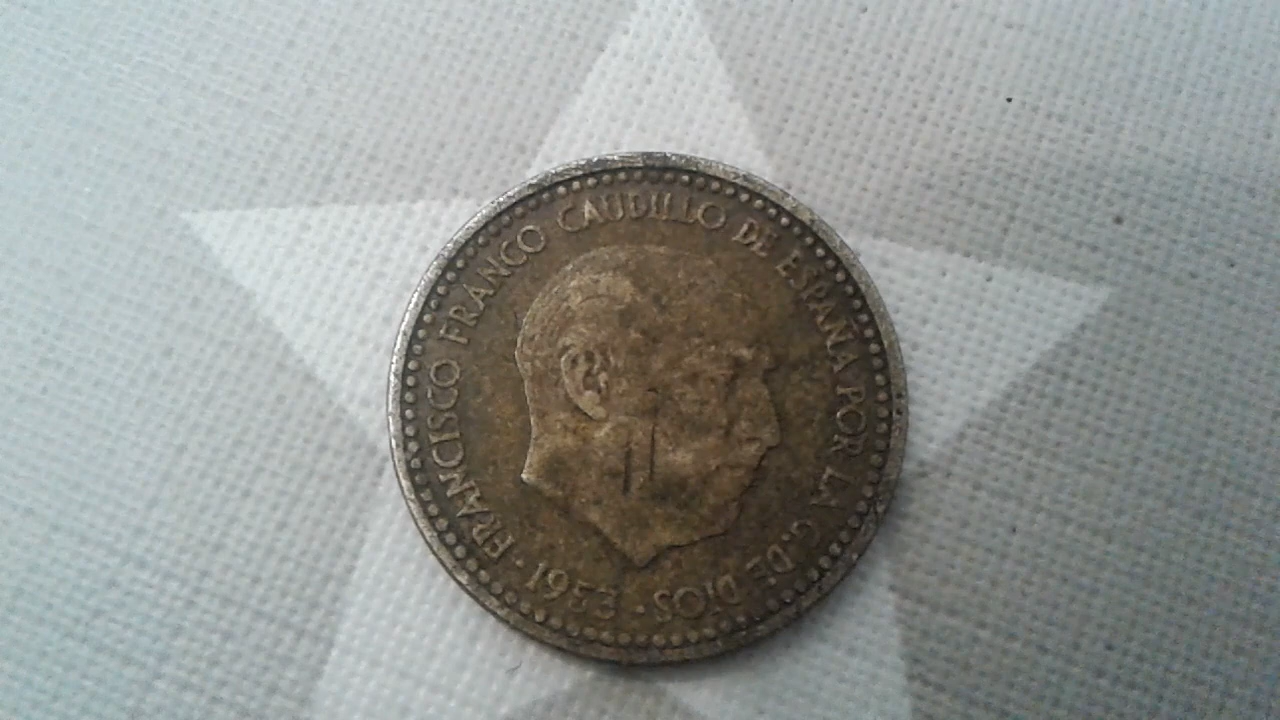 FRANCISCO FRANCO CAUDILLO DE ESPAÑA POR LA G. DE DIOS · 1953 ·